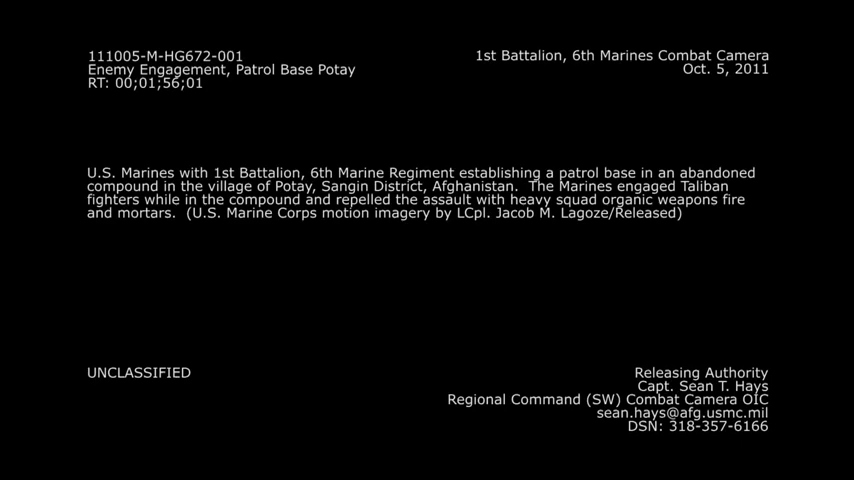 111005-M-HG672-001
Enemy Engagement, Patrol Base Potay
RT: 00;01;56;01
1st Battalion, 6th Marines Combat Camera
Oct. 5, 2011
U.S. Marines with 1st Battalion, 6th Marine Regiment establishing a patrol base in an abandoned
compound in the village of Potay, Sangin District, Afghanistan.  The Marines engaged Taliban
fighters while in the compound and repelled the assault with heavy squad organic weapons fire
and mortars.  (U.S. Marine Corps motion imagery by LCpl. Jacob M. Lagoze/Released)
UNCLASSIFIED
Releasing Authority
Capt. Sean T. Hays
Regional Command (SW) Combat Camera OIC
sean.hays@afg.usmc.mil
DSN: 318-357-6166